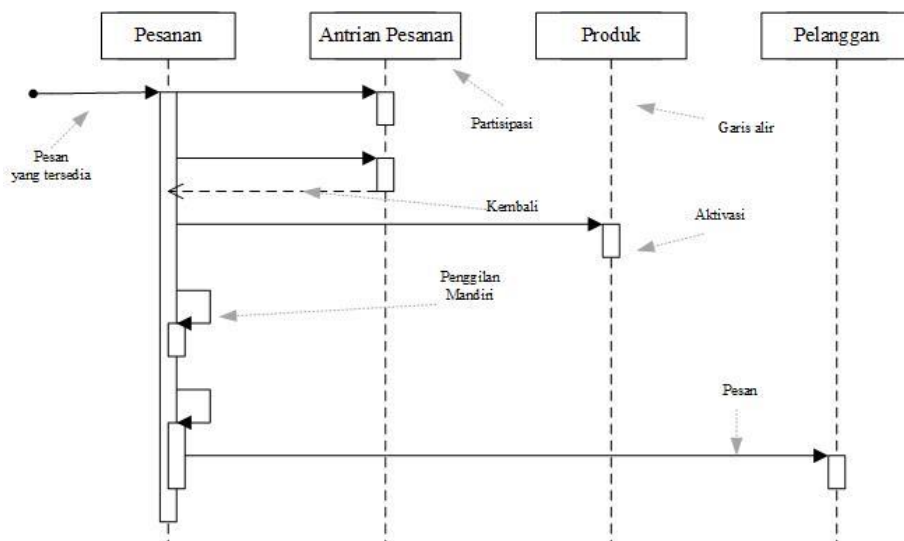 Pesanan
Antrian Pesanan
Produk
Pelanggan
Partisipasi
Garis alir
Pesan
yang tersedia
Kembali
Aktivasi
Penggilan
Mandiri
Pesan